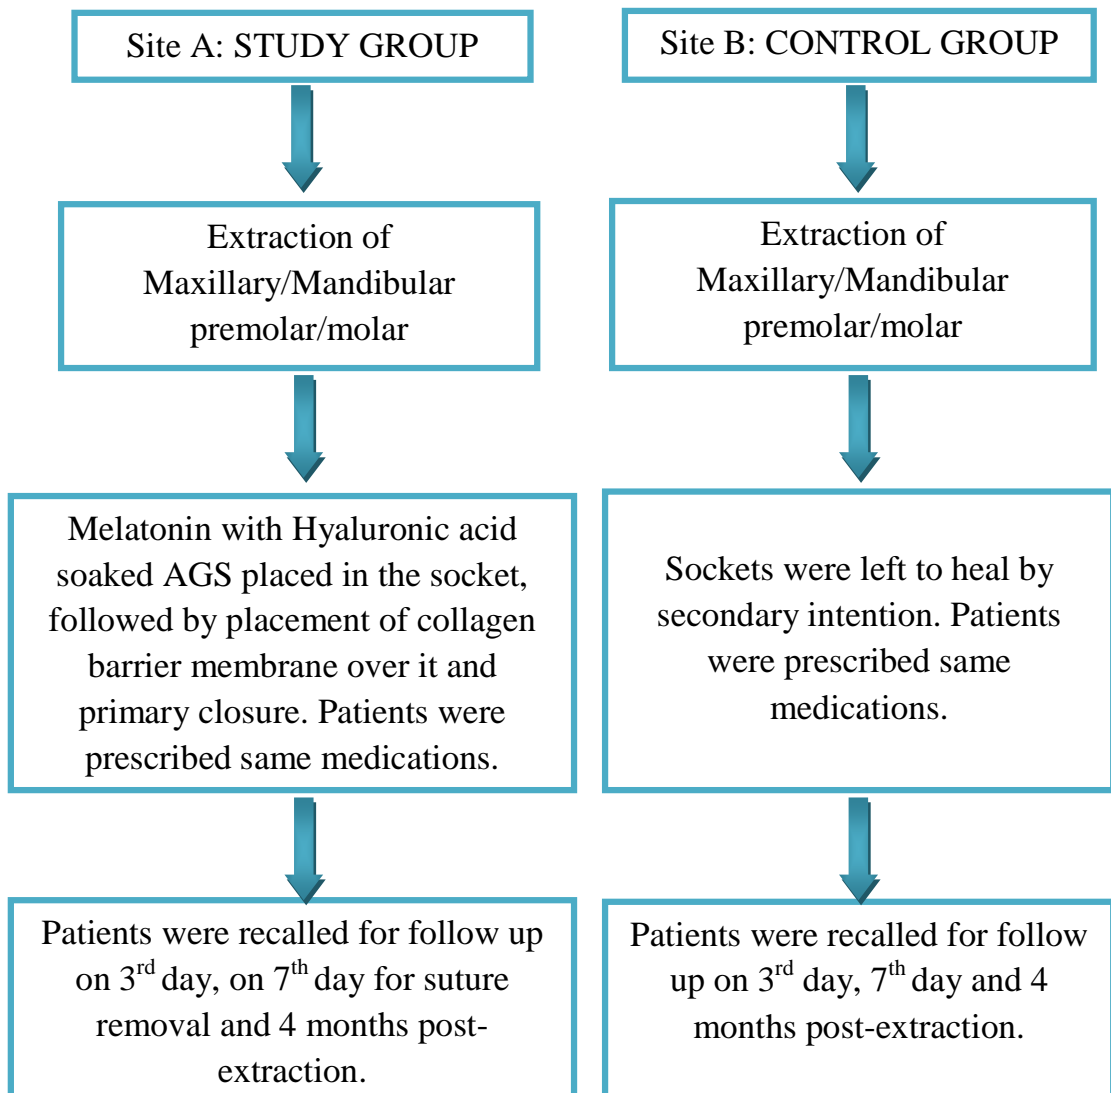 Site A: STUDY GROUP
Extraction of
Maxillary/Mandibular
premolar/molar
Melatonin with Hyaluronic acid
soaked AGS placed in the socket,
followed by placement of collagen
barrier membrane over it and
primary closure. Patients were
prescribed same medications.
Patients were recalled for follow up
on 3rd day, on 7th day for suture
removal and 4 months post-
extraction.
Site B: CONTROL GROUP
Extraction of
Maxillary/Mandibular
premolar/molar
Sockets were left to heal by
secondary intention. Patients
were prescribed same
medications.
Patients were recalled for follow
up on 3rd day, 7th day and 4
months post-extraction.